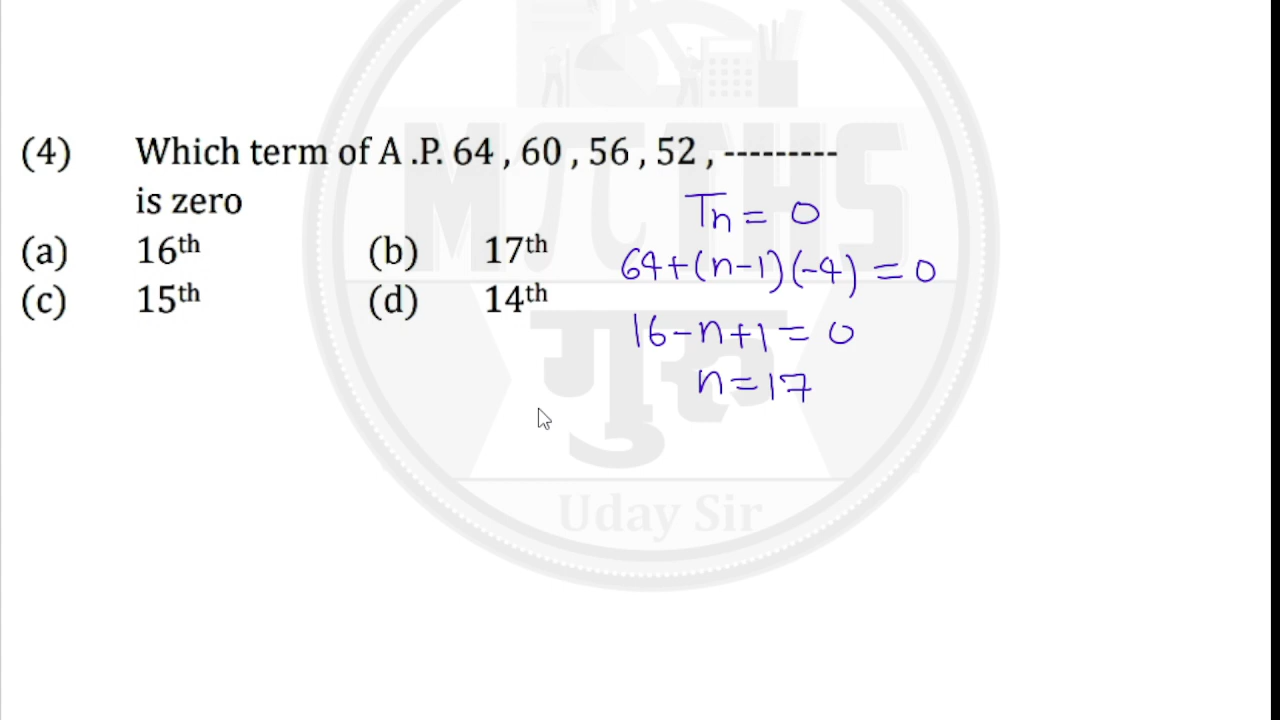 (4) Which term of A .P. 64 , 60 , 56 , 52 , ---------
is zero
(a) 16th (b) 17th
(c) 15th (d) 14th
Tn = 0
64+(n-1)(-4) = 0
16-n+1 = 0
n=17
MATHS
गुरु
Uday Sir